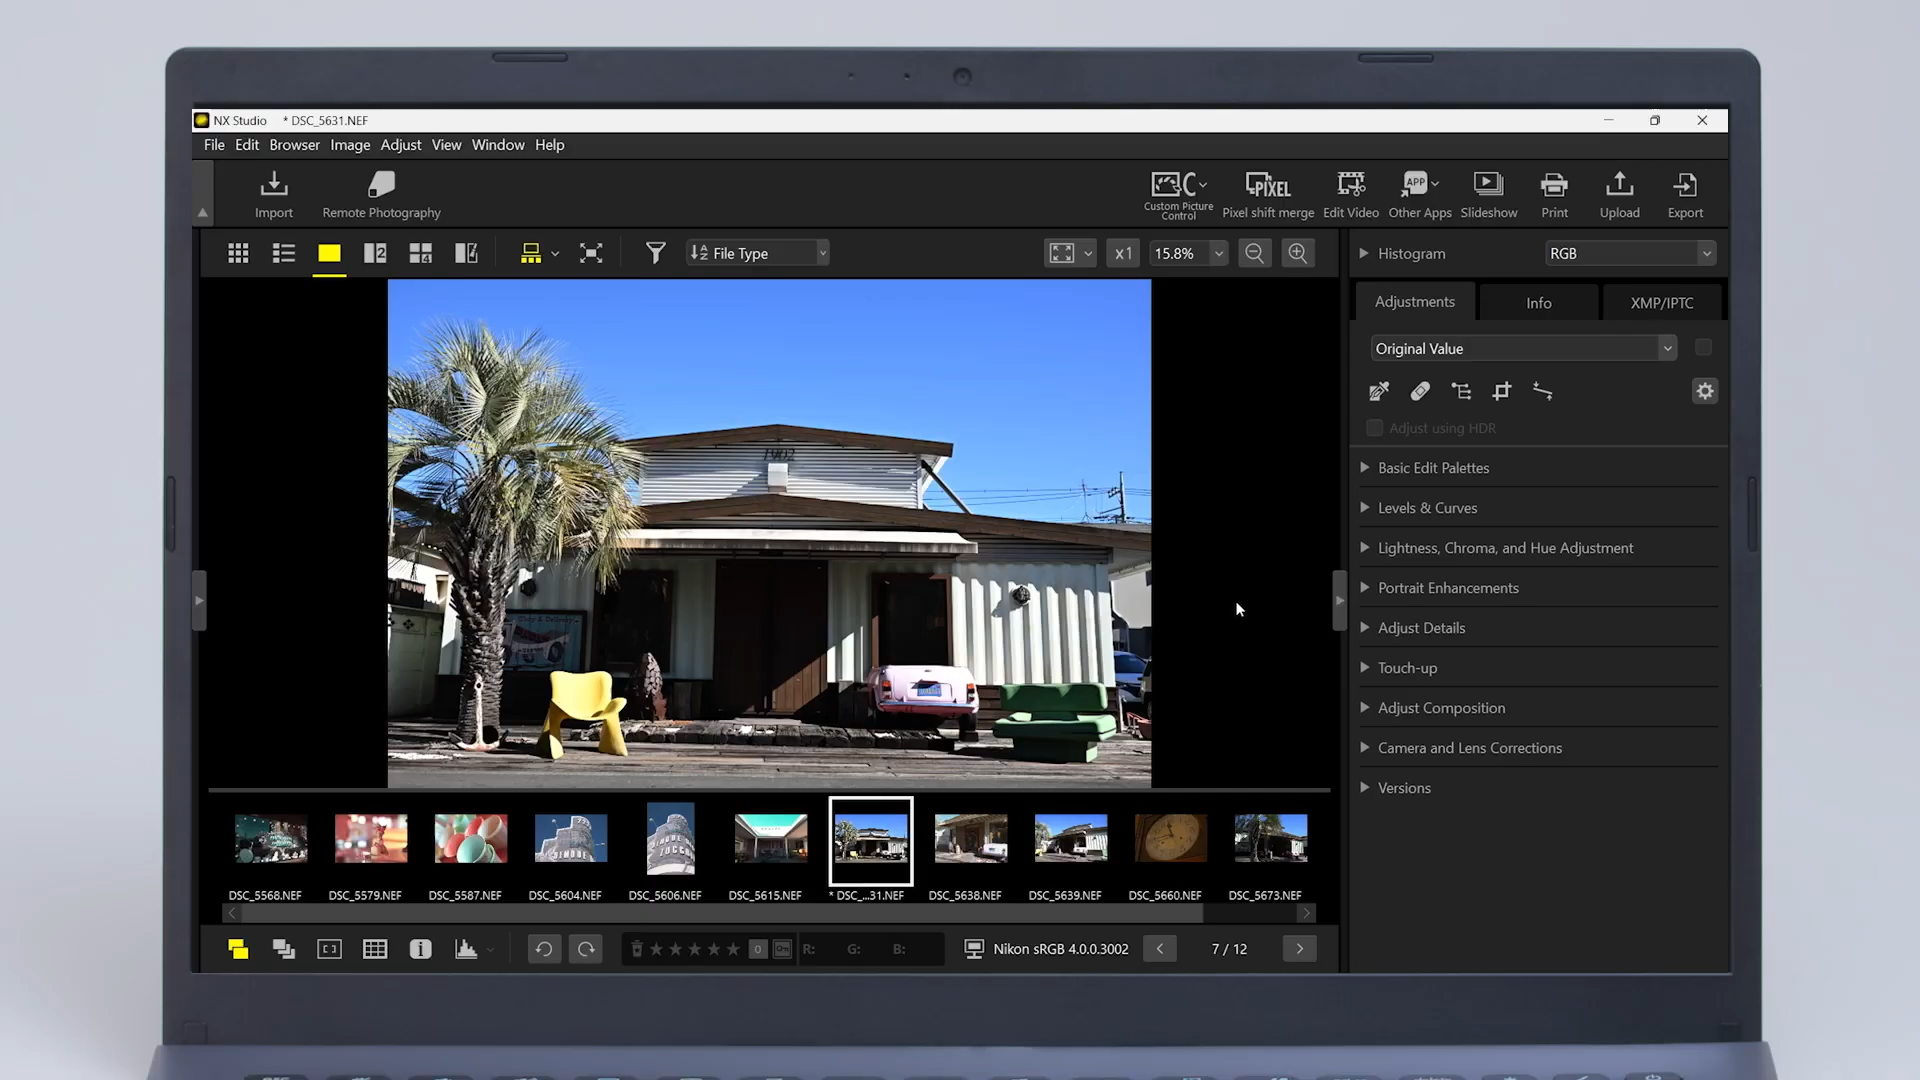 NX Studio * DSC_5631.NEF
File Edit Browser Image Adjust View Window Help
Import
Remote Photography
C
Custom Picture Control
PIXEL
Pixel shift merge
Edit Video
APP
Other Apps
Slideshow
Print
Upload
Export
2
4
A
Z
File Type
x1
15.8%
Histogram
RGB
Adjustments
Info
XMP/IPTC
Original Value
Adjust using HDR
Basic Edit Palettes
Levels & Curves
Lightness, Chroma, and Hue Adjustment
Portrait Enhancements
Adjust Details
Touch-up
Adjust Composition
Camera and Lens Corrections
Versions
1902
DSC_5568.NEF
DSC_5579.NEF
DSC_5587.NEF
DSC_5604.NEF
DSC_5606.NEF
DSC_5615.NEF
* DSC_...31.NEF
DSC_5638.NEF
DSC_5639.NEF
DSC_5660.NEF
DSC_5673.NEF
0
R: G: B:
Nikon sRGB 4.0.0.3002
7 / 12